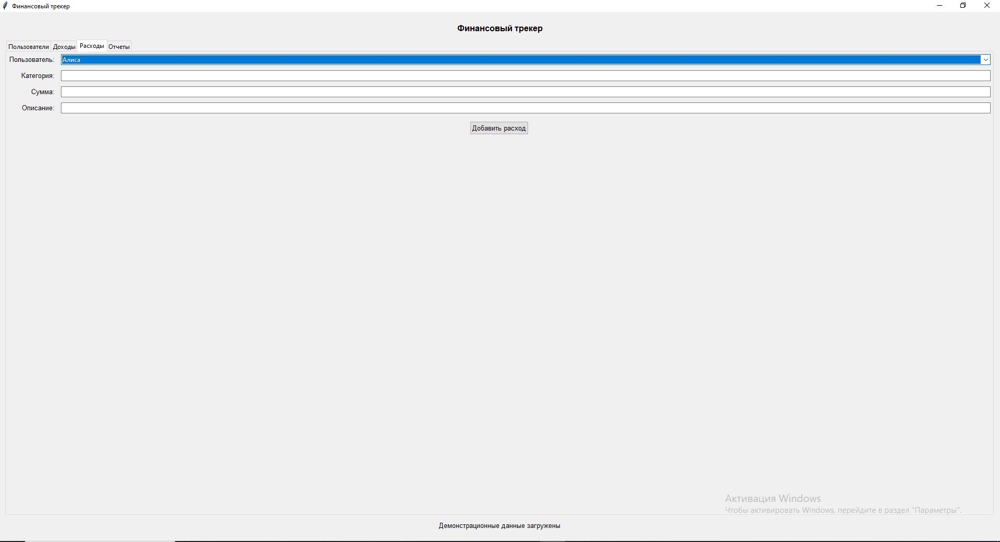 Финансовый трекер
Финансовый трекер
Пользователи Доходы Расходы Отчеты
Пользователь: Алиса
Категория:
Сумма:
Описание:
Добавить расход
Активация Windows
Чтобы активировать Windows, перейдите в раздел "Параметры".
Демонстрационные данные загружены